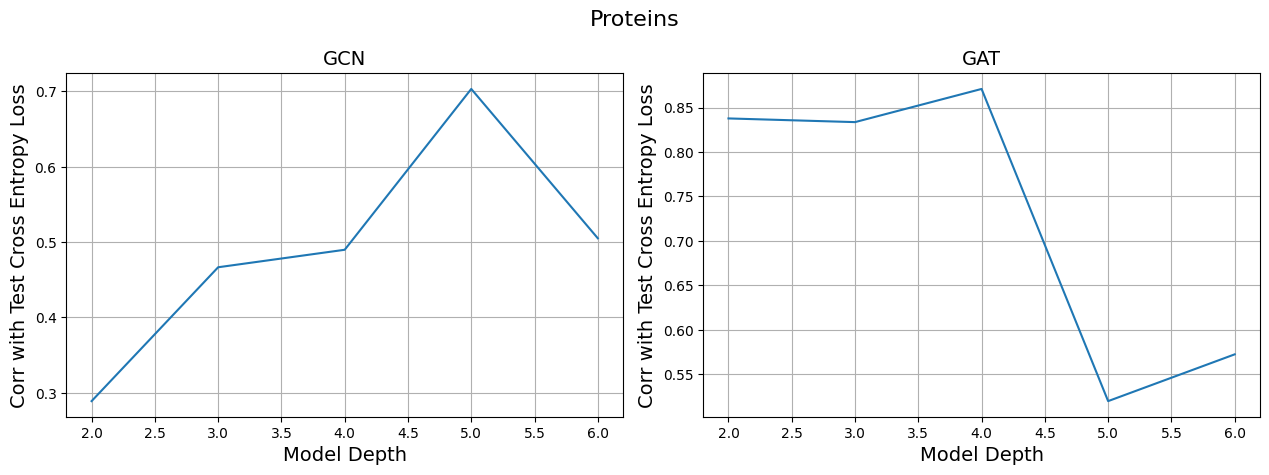 Proteins
GCN
Corr with Test Cross Entropy Loss
0.7
0.6
0.5
0.4
0.3
2.0 2.5 3.0 3.5 4.0 4.5 5.0 5.5 6.0
Model Depth
GAT
Corr with Test Cross Entropy Loss
0.85
0.80
0.75
0.70
0.65
0.60
0.55
2.0 2.5 3.0 3.5 4.0 4.5 5.0 5.5 6.0
Model Depth